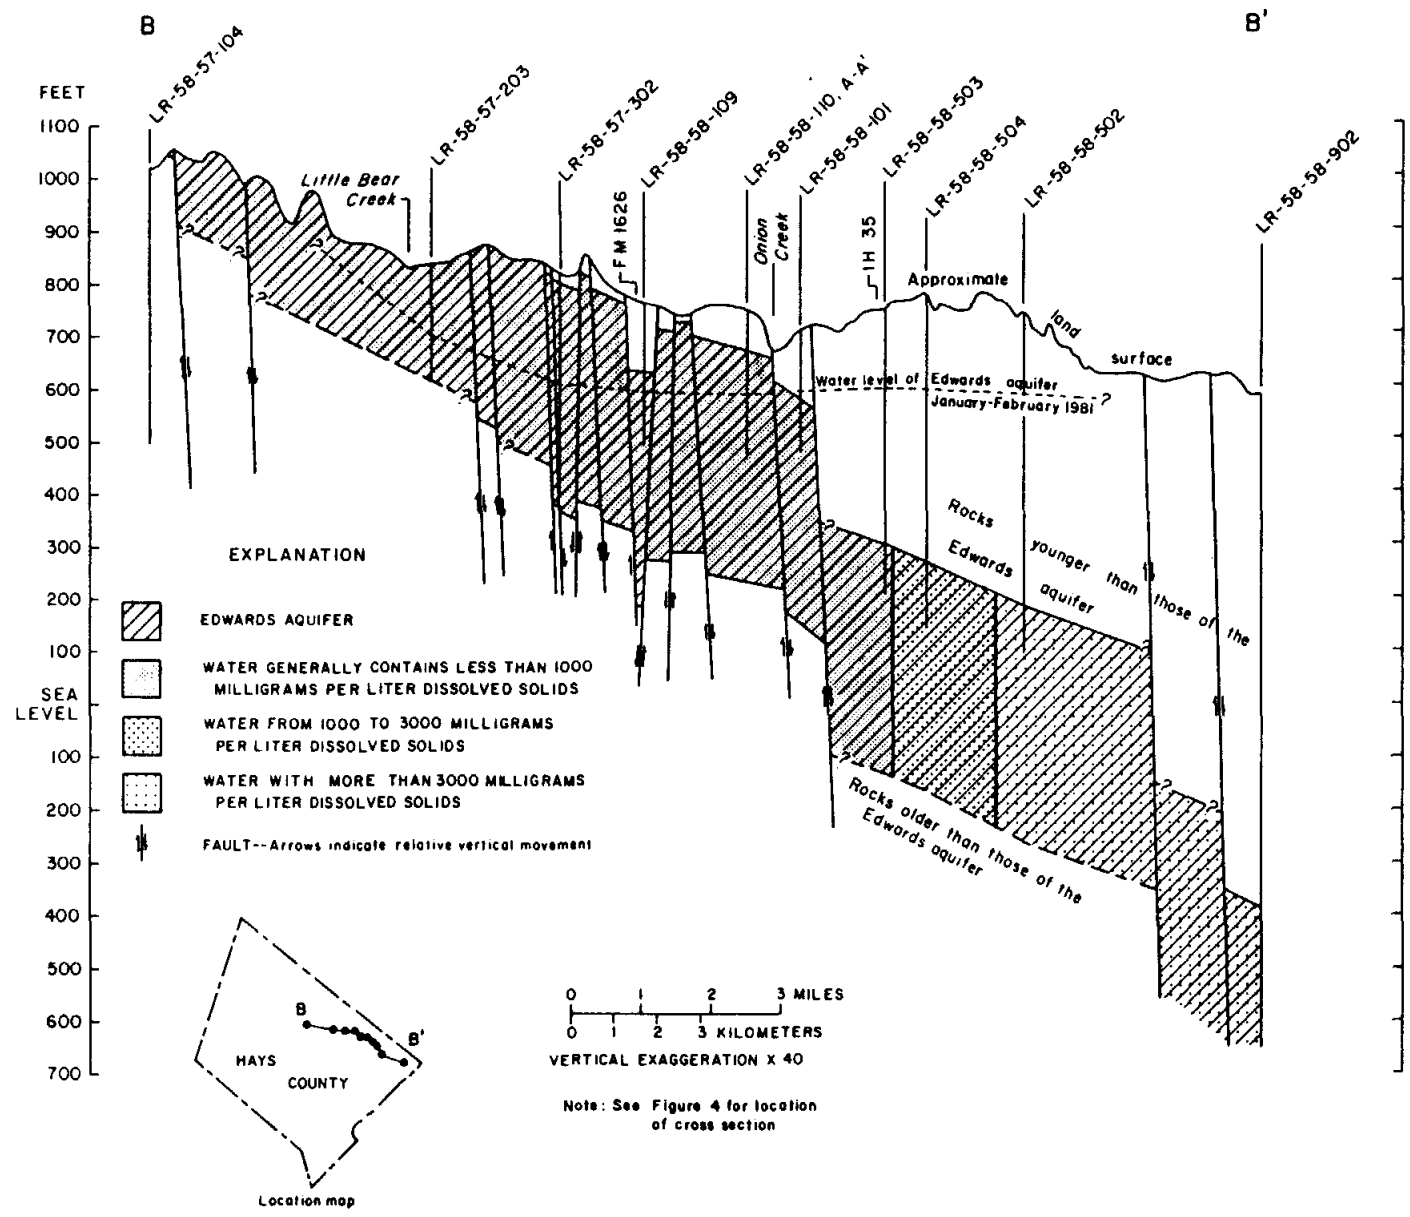 B
B'
LR-58-57-104
LR-58-57-203
LR-58-57-302
LR-58-58-109
LR-58-58-110, A-A'
LR-58-58-101
LR-58-58-503
LR-58-58-504
LR-58-58-502
LR-58-58-902
FEET
1100
1000
900
800
700
600
500
400
300
200
100
SEA
LEVEL
100
200
300
400
500
600
700
Little Bear
Creek
FM 1626
Onion
Creek
IH 35
Approximate
land
surface
Water level of Edwards aquifer
January-February 1981
?
?
?
?
?
?
?
?
?
?
?
?
Rocks younger than those of the
Edwards aquifer
Rocks older than those of the
Edwards aquifer
EXPLANATION
EDWARDS AQUIFER
WATER GENERALLY CONTAINS LESS THAN 1000
MILLIGRAMS PER LITER DISSOLVED SOLIDS
WATER FROM 1000 TO 3000 MILLIGRAMS
PER LITER DISSOLVED SOLIDS
WATER WITH MORE THAN 3000 MILLIGRAMS
PER LITER DISSOLVED SOLIDS
FAULT--Arrows indicate relative vertical movement
B
B'
HAYS
COUNTY
Location map
0 1 2 3 MILES
0 1 2 3 KILOMETERS
VERTICAL EXAGGERATION X 40
Note: See Figure 4 for location
of cross section